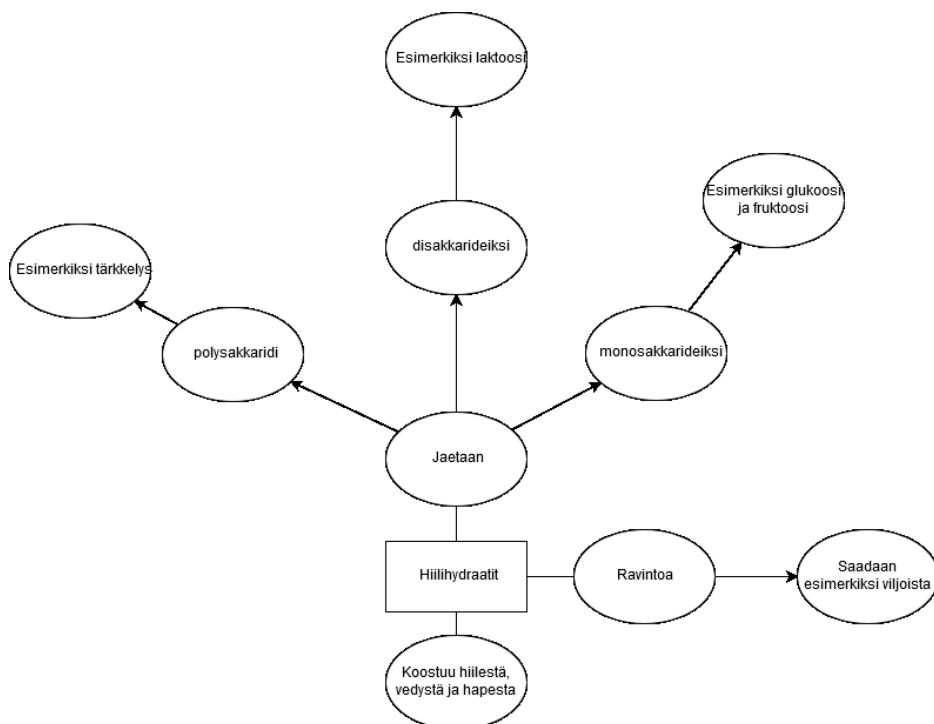 Esimerkiksi laktoosi
Esimerkiksi glukoosi
ja fruktoosi
disakkarideiksi
Esimerkiksi tärkkelys
polysakkaridi
monosakkarideiksi
Jaetaan
Hiilihydraatit
Ravintoa
Saadaan
esimerkiksi viljoista
Koostuu hiilestä,
vedystä ja hapesta